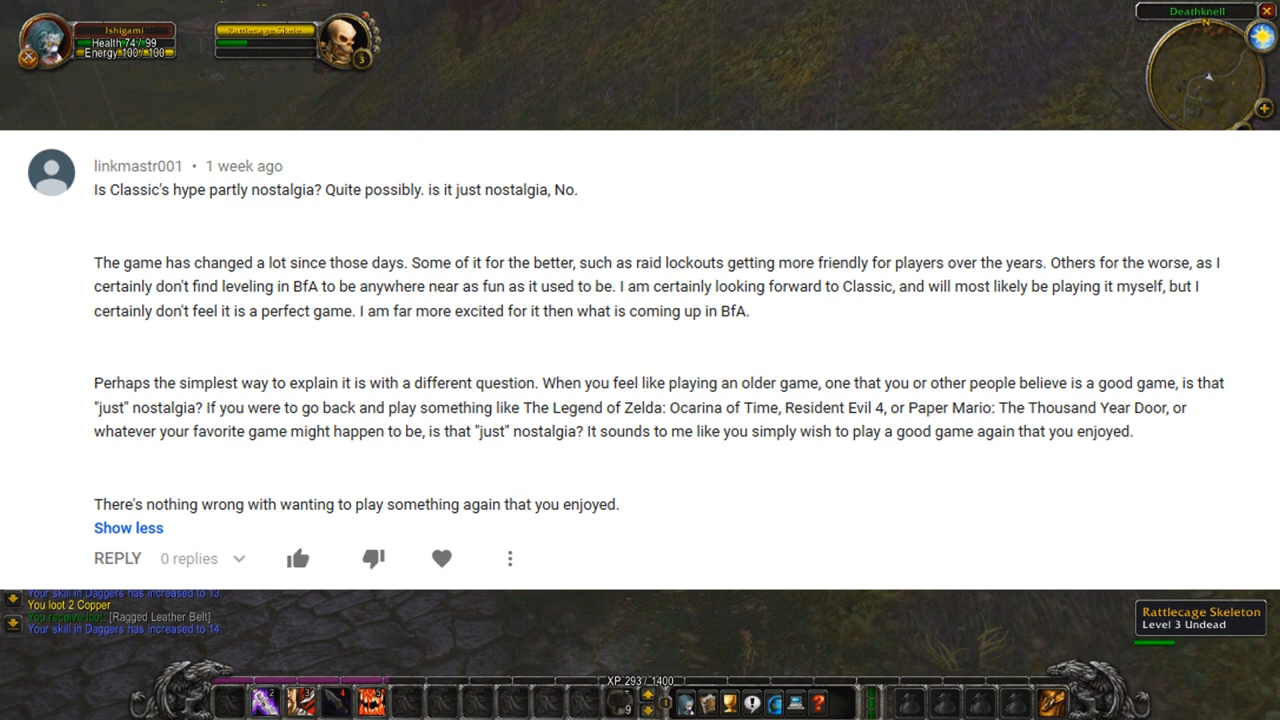 Ishigami
Health 74 / 99
Energy 100 / 100
Rattlecage Skele
3
Deathknell
N
linkmastr001 • 1 week ago
Is Classic's hype partly nostalgia? Quite possibly. is it just nostalgia, No.
The game has changed a lot since those days. Some of it for the better, such as raid lockouts getting more friendly for players over the years. Others for the worse, as I
certainly don't find leveling in BfA to be anywhere near as fun as it used to be. I am certainly looking forward to Classic, and will most likely be playing it myself, but I
certainly don't feel it is a perfect game. I am far more excited for it then what is coming up in BfA.
Perhaps the simplest way to explain it is with a different question. When you feel like playing an older game, one that you or other people believe is a good game, is that
"just" nostalgia? If you were to go back and play something like The Legend of Zelda: Ocarina of Time, Resident Evil 4, or Paper Mario: The Thousand Year Door, or
whatever your favorite game might happen to be, is that "just" nostalgia? It sounds to me like you simply wish to play a good game again that you enjoyed.
There's nothing wrong with wanting to play something again that you enjoyed.
Show less
REPLY 0 replies
Your skill in Daggers has increased to 13.
You loot 2 Copper
You receive loot: [Ragged Leather Belt].
Your skill in Daggers has increased to 14.
Rattlecage Skeleton
Level 3 Undead
XP 293 / 1400
2 3 4 5 9 1